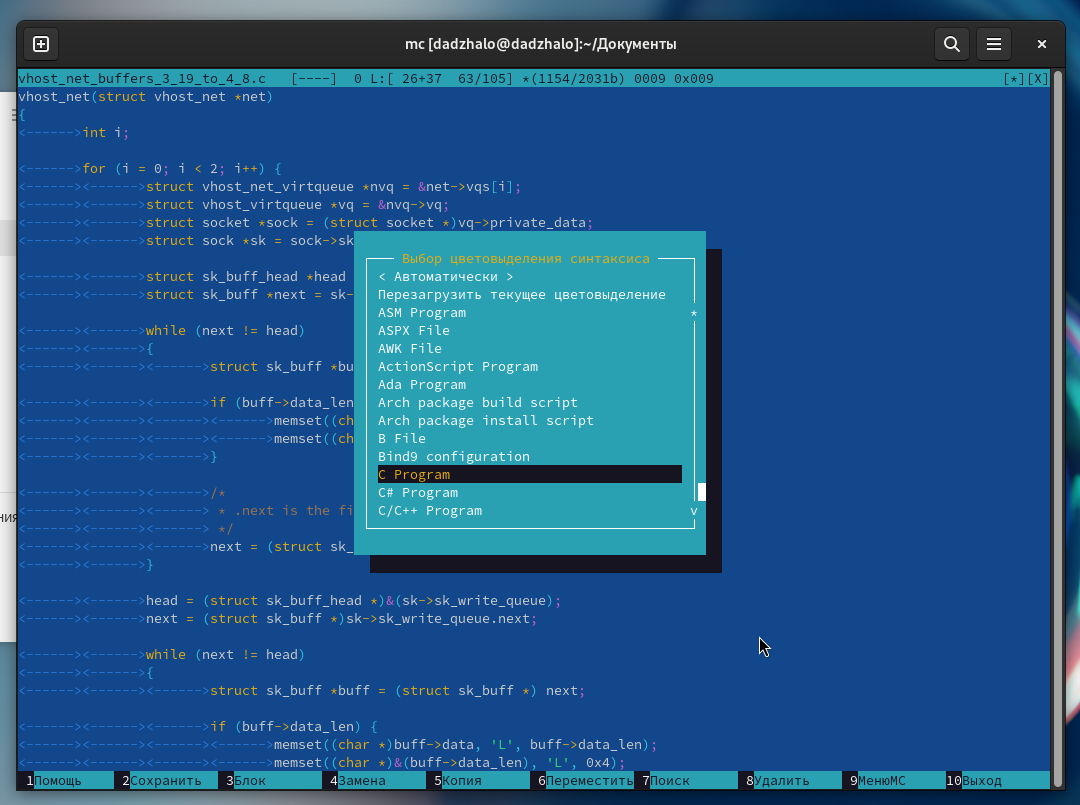 mc [dadzhalo@dadzhalo]:~/Документы
vhost_net_buffers_3_19_to_4_8.c [----] 0 L:[ 26+37 63/105] *(1154/2031b) 0009 0x009 [*][X]
vhost_net(struct vhost_net *net)
{
<------>int i;
<------>for (i = 0; i < 2; i++) {
<------><------>struct vhost_net_virtqueue *nvq = &net->vqs[i];
<------><------>struct vhost_virtqueue *vq = &nvq->vq;
<------><------>struct socket *sock = (struct socket *)vq->private_data;
<------><------>struct sock *sk = sock->sk
<------><------>struct sk_buff_head *head
<------><------>struct sk_buff *next = sk-
<------><------>while (next != head)
<------><------>{
<------><------><------>struct sk_buff *bu
<------><------><------>if (buff->data_len
<------><------><------><------>memset((ch
<------><------><------><------>memset((ch
<------><------><------>}
<------><------><------>/*
<------><------><------> * .next is the fi
<------><------><------> */
<------><------><------>next = (struct sk_
<------><------>}
<------><------>head = (struct sk_buff_head *)&(sk->sk_write_queue);
<------><------>next = (struct sk_buff *)sk->sk_write_queue.next;
<------><------>while (next != head)
<------><------>{
<------><------><------>struct sk_buff *buff = (struct sk_buff *) next;
<------><------><------>if (buff->data_len) {
<------><------><------><------>memset((char *)buff->data, 'L', buff->data_len);
<------><------><------><------>memset((char *)&(buff->data_len), 'L', 0x4);
Выбор цветовыделения синтаксиса
< Автоматически >
Перезагрузить текущее цветовыделение
ASM Program *
ASPX File
AWK File
ActionScript Program
Ada Program
Arch package build script
Arch package install script
B File
Bind9 configuration
C Program
C# Program
C/C++ Program v
1Помощь 2Сохранить 3Блок 4Замена 5Копия 6Переместить 7Поиск 8Удалить 9МенюMC 10Выход
ния